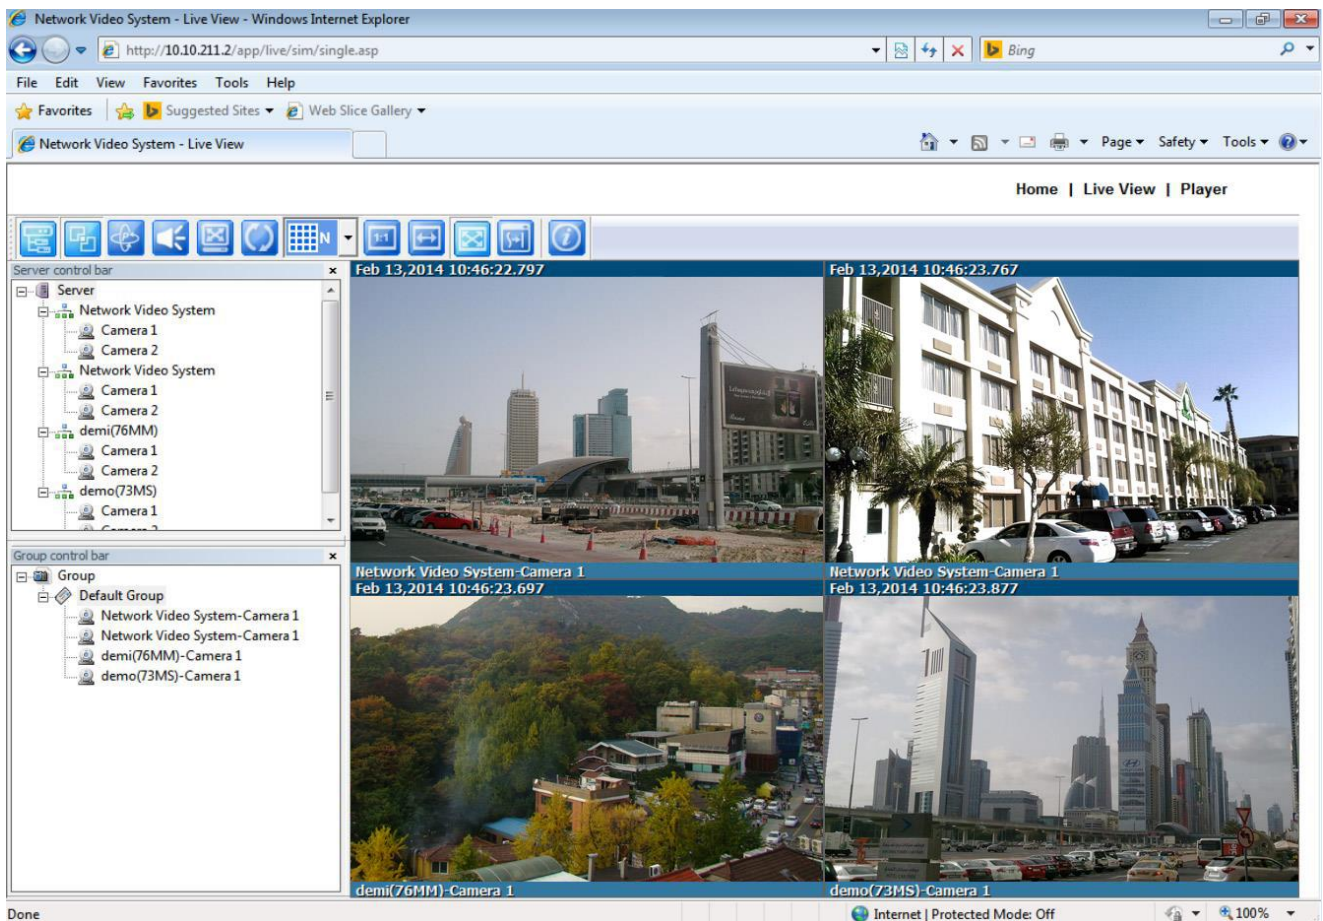 Network Video System - Live View - Windows Internet Explorer
http://10.10.211.2/app/live/sim/single.asp
Bing
File Edit View Favorites Tools Help
Favorites Suggested Sites Web Slice Gallery
Network Video System - Live View
Page Safety Tools
Home | Live View | Player
N
1:1
Server control bar
Server
Network Video System
Camera 1
Camera 2
Network Video System
Camera 1
Camera 2
demi(76MM)
Camera 1
Camera 2
demo(73MS)
Camera 1
Camera 2
Group control bar
Group
Default Group
Network Video System-Camera 1
Network Video System-Camera 1
demi(76MM)-Camera 1
demo(73MS)-Camera 1
Feb 13,2014 10:46:22.797
Network Video System-Camera 1
Feb 13,2014 10:46:23.767
Network Video System-Camera 1
Feb 13,2014 10:46:23.697
demi(76MM)-Camera 1
Feb 13,2014 10:46:23.877
demo(73MS)-Camera 1
Done
Internet | Protected Mode: Off
100%